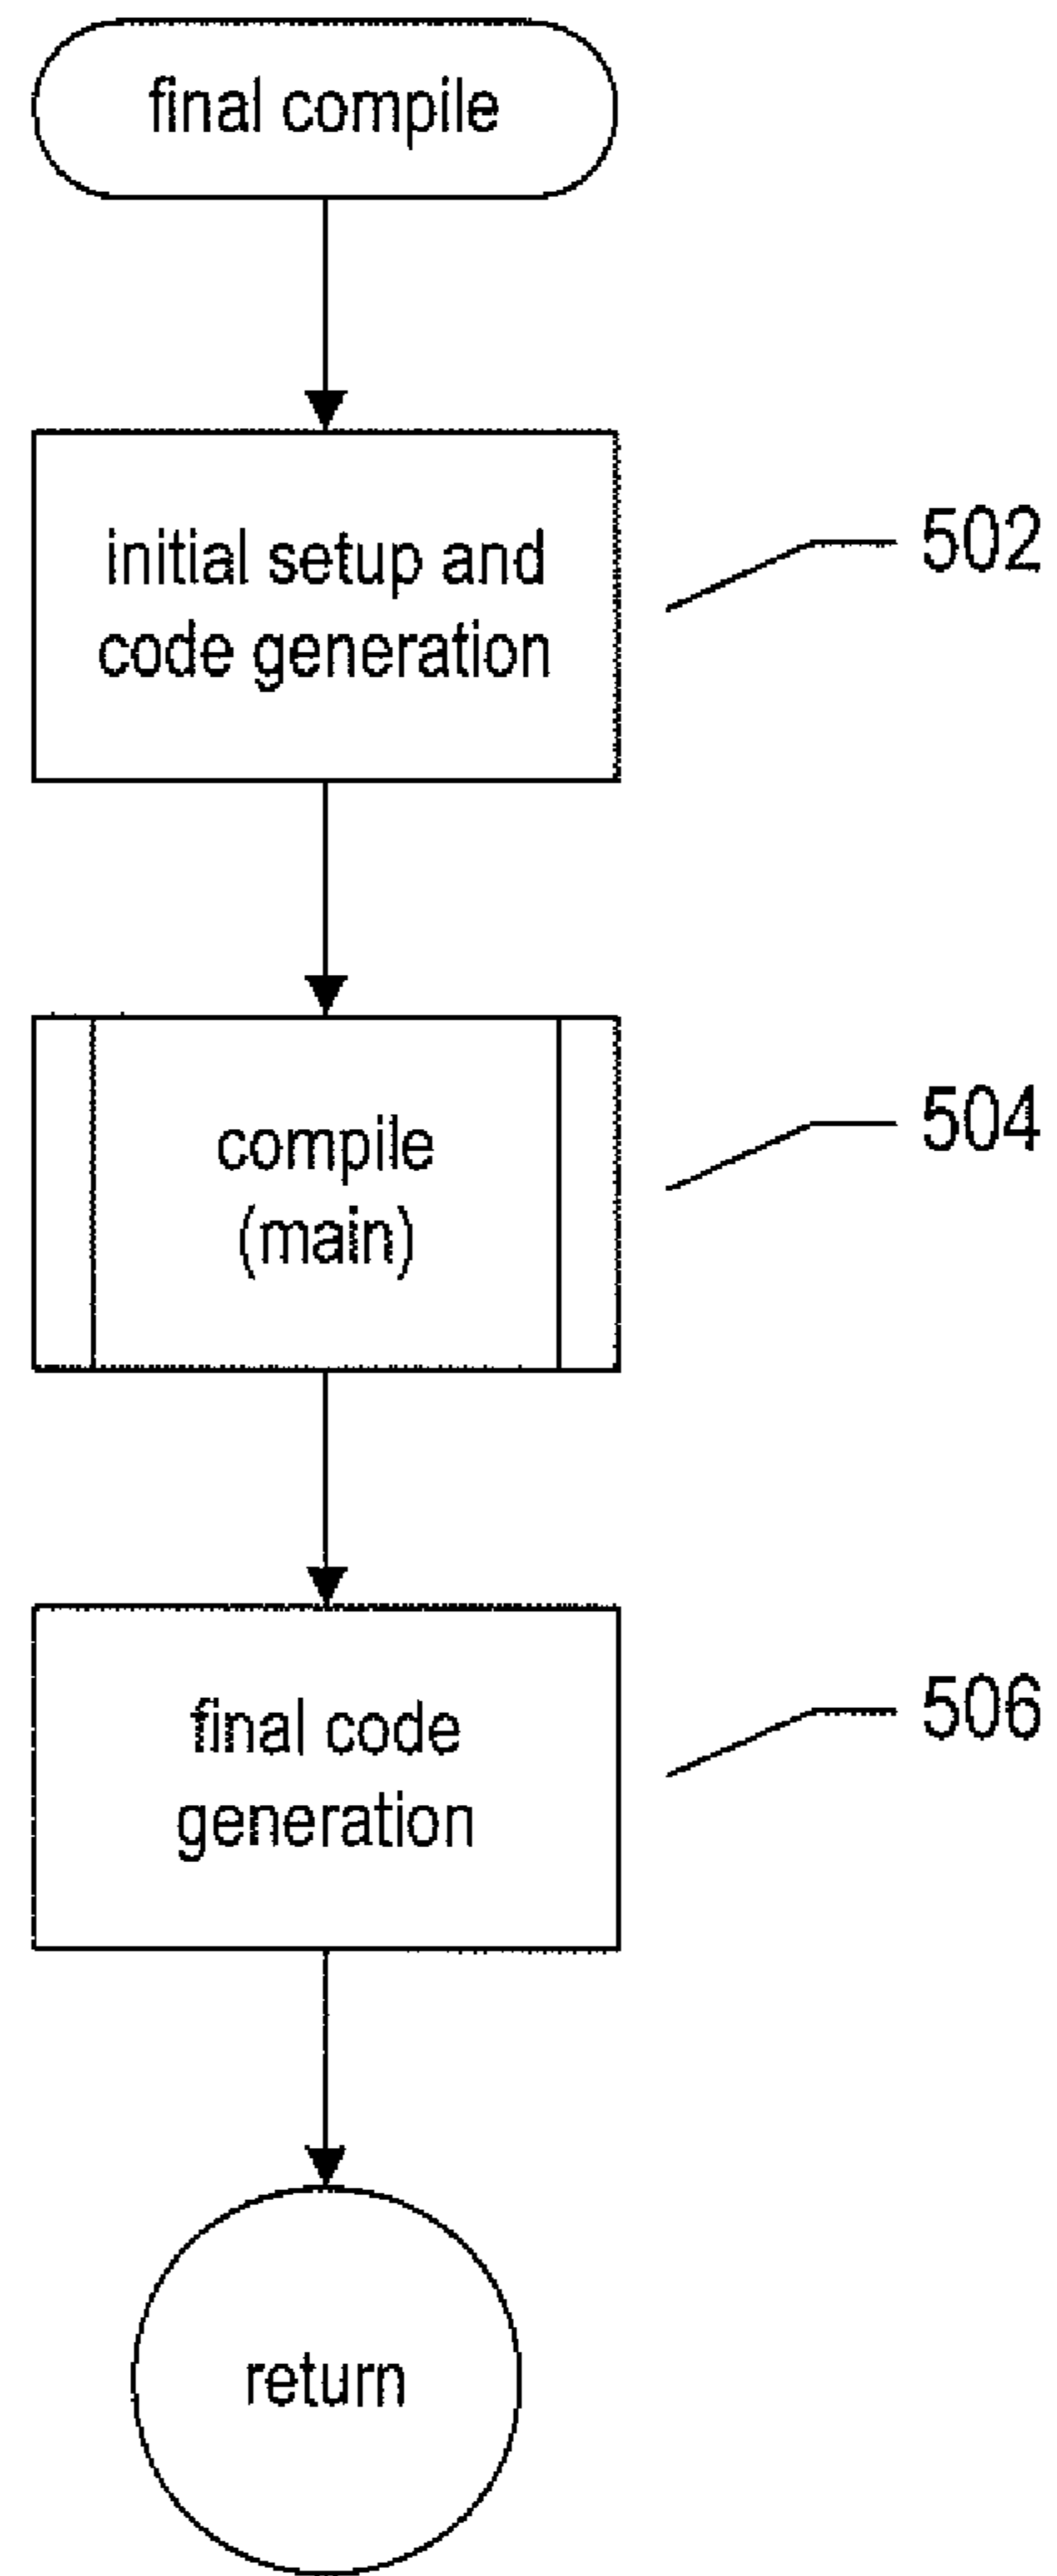 final compile
initial setup and
code generation
502
compile
(main)
504
final code
generation
506
return